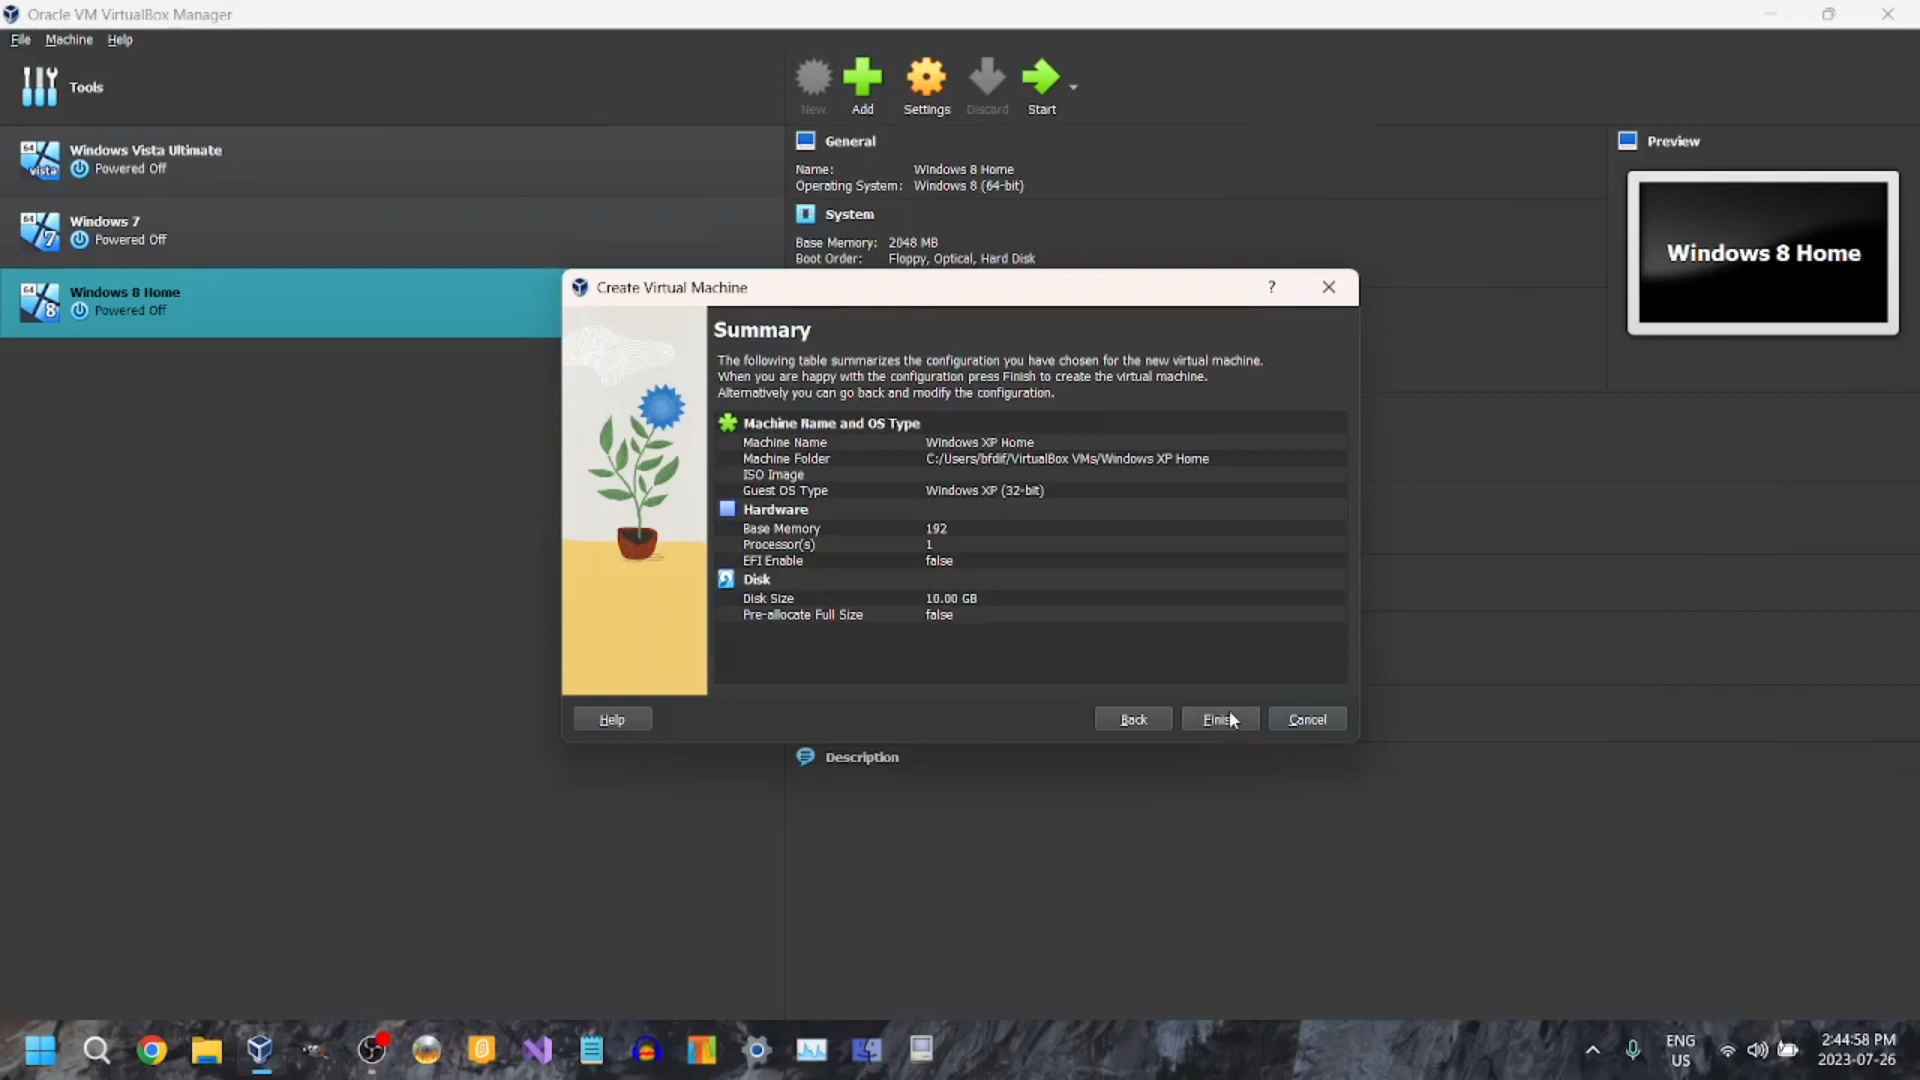 Oracle VM VirtualBox Manager
File Machine Help
Tools
New Add Settings Discard Start
64 vista Windows Vista Ultimate
Powered Off
64 7 Windows 7
Powered Off
64 8 Windows 8 Home
Powered Off
General
Name: Windows 8 Home
Operating System: Windows 8 (64-bit)
System
Base Memory: 2048 MB
Boot Order: Floppy, Optical, Hard Disk
Preview
Windows 8 Home
Create Virtual Machine
?
Summary
The following table summarizes the configuration you have chosen for the new virtual machine.
When you are happy with the configuration press Finish to create the virtual machine.
Alternatively you can go back and modify the configuration.
Machine Name and OS Type
Machine Name Windows XP Home
Machine Folder C:/Users/bfdif/VirtualBox VMs/Windows XP Home
ISO Image
Guest OS Type Windows XP (32-bit)
Hardware
Base Memory 192
Processor(s) 1
EFI Enable false
Disk
Disk Size 10.00 GB
Pre-allocate Full Size false
Help Back Finish Cancel
Description
ENG
US
2:44:58 PM
2023-07-26